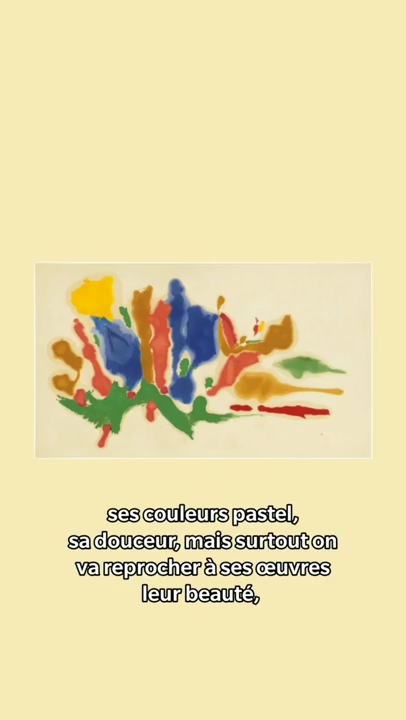 ses couleurs pastel,
sa douceur, mais surtout on
va reprocher à ses œuvres
leur beauté,